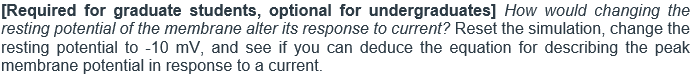 [Required for graduate students, optional for undergraduates] How would changing the
resting potential of the membrane alter its response to current? Reset the simulation, change the
resting potential to -10 mV, and see if you can deduce the equation for describing the peak
membrane potential in response to a current.